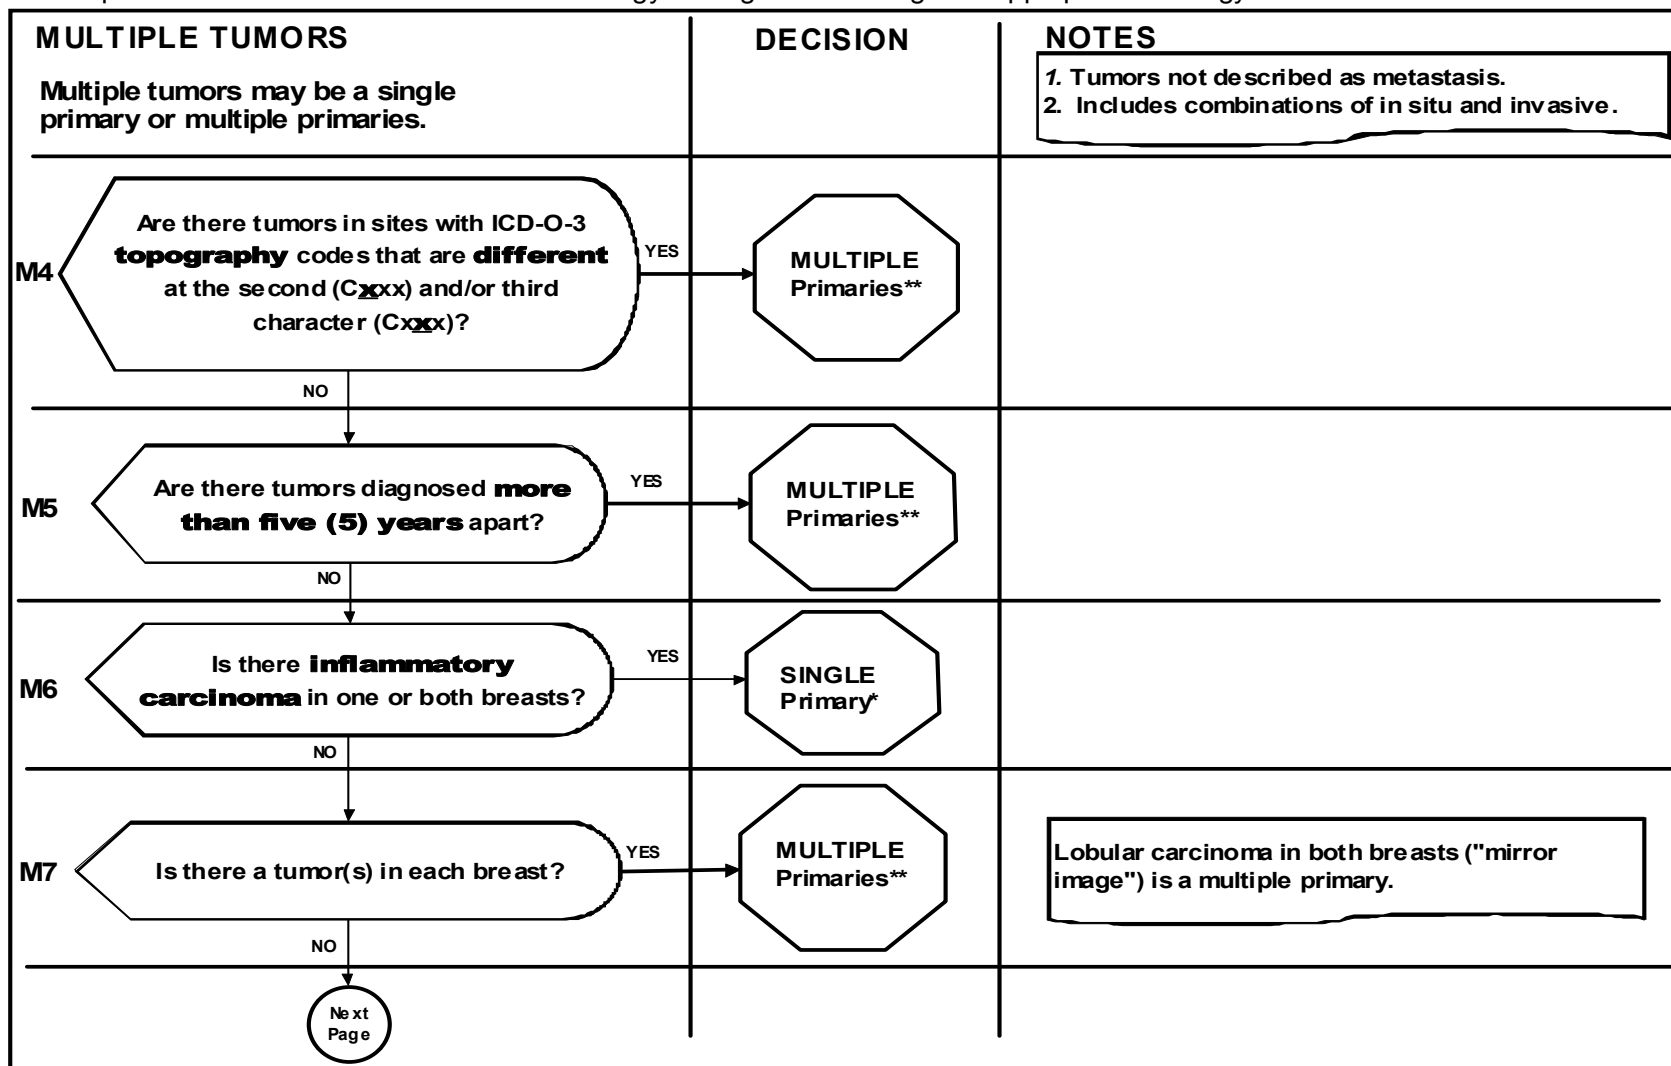 MULTIPLE TUMORS
Multiple tumors may be a single
primary or multiple primaries.
DECISION
NOTES
1. Tumors not described as metastasis.
2. Includes combinations of in situ and invasive.
M4
Are there tumors in sites with ICD-O-3
topography codes that are different
at the second (Cxxx) and/or third
character (Cxxx)?
YES
MULTIPLE
Primaries**
NO
M5
Are there tumors diagnosed more
than five (5) years apart?
YES
MULTIPLE
Primaries**
NO
M6
Is there inflammatory
carcinoma in one or both breasts?
YES
SINGLE
Primary*
NO
M7
Is there a tumor(s) in each breast?
YES
MULTIPLE
Primaries**
Lobular carcinoma in both breasts ("mirror
image") is a multiple primary.
NO
Next
Page